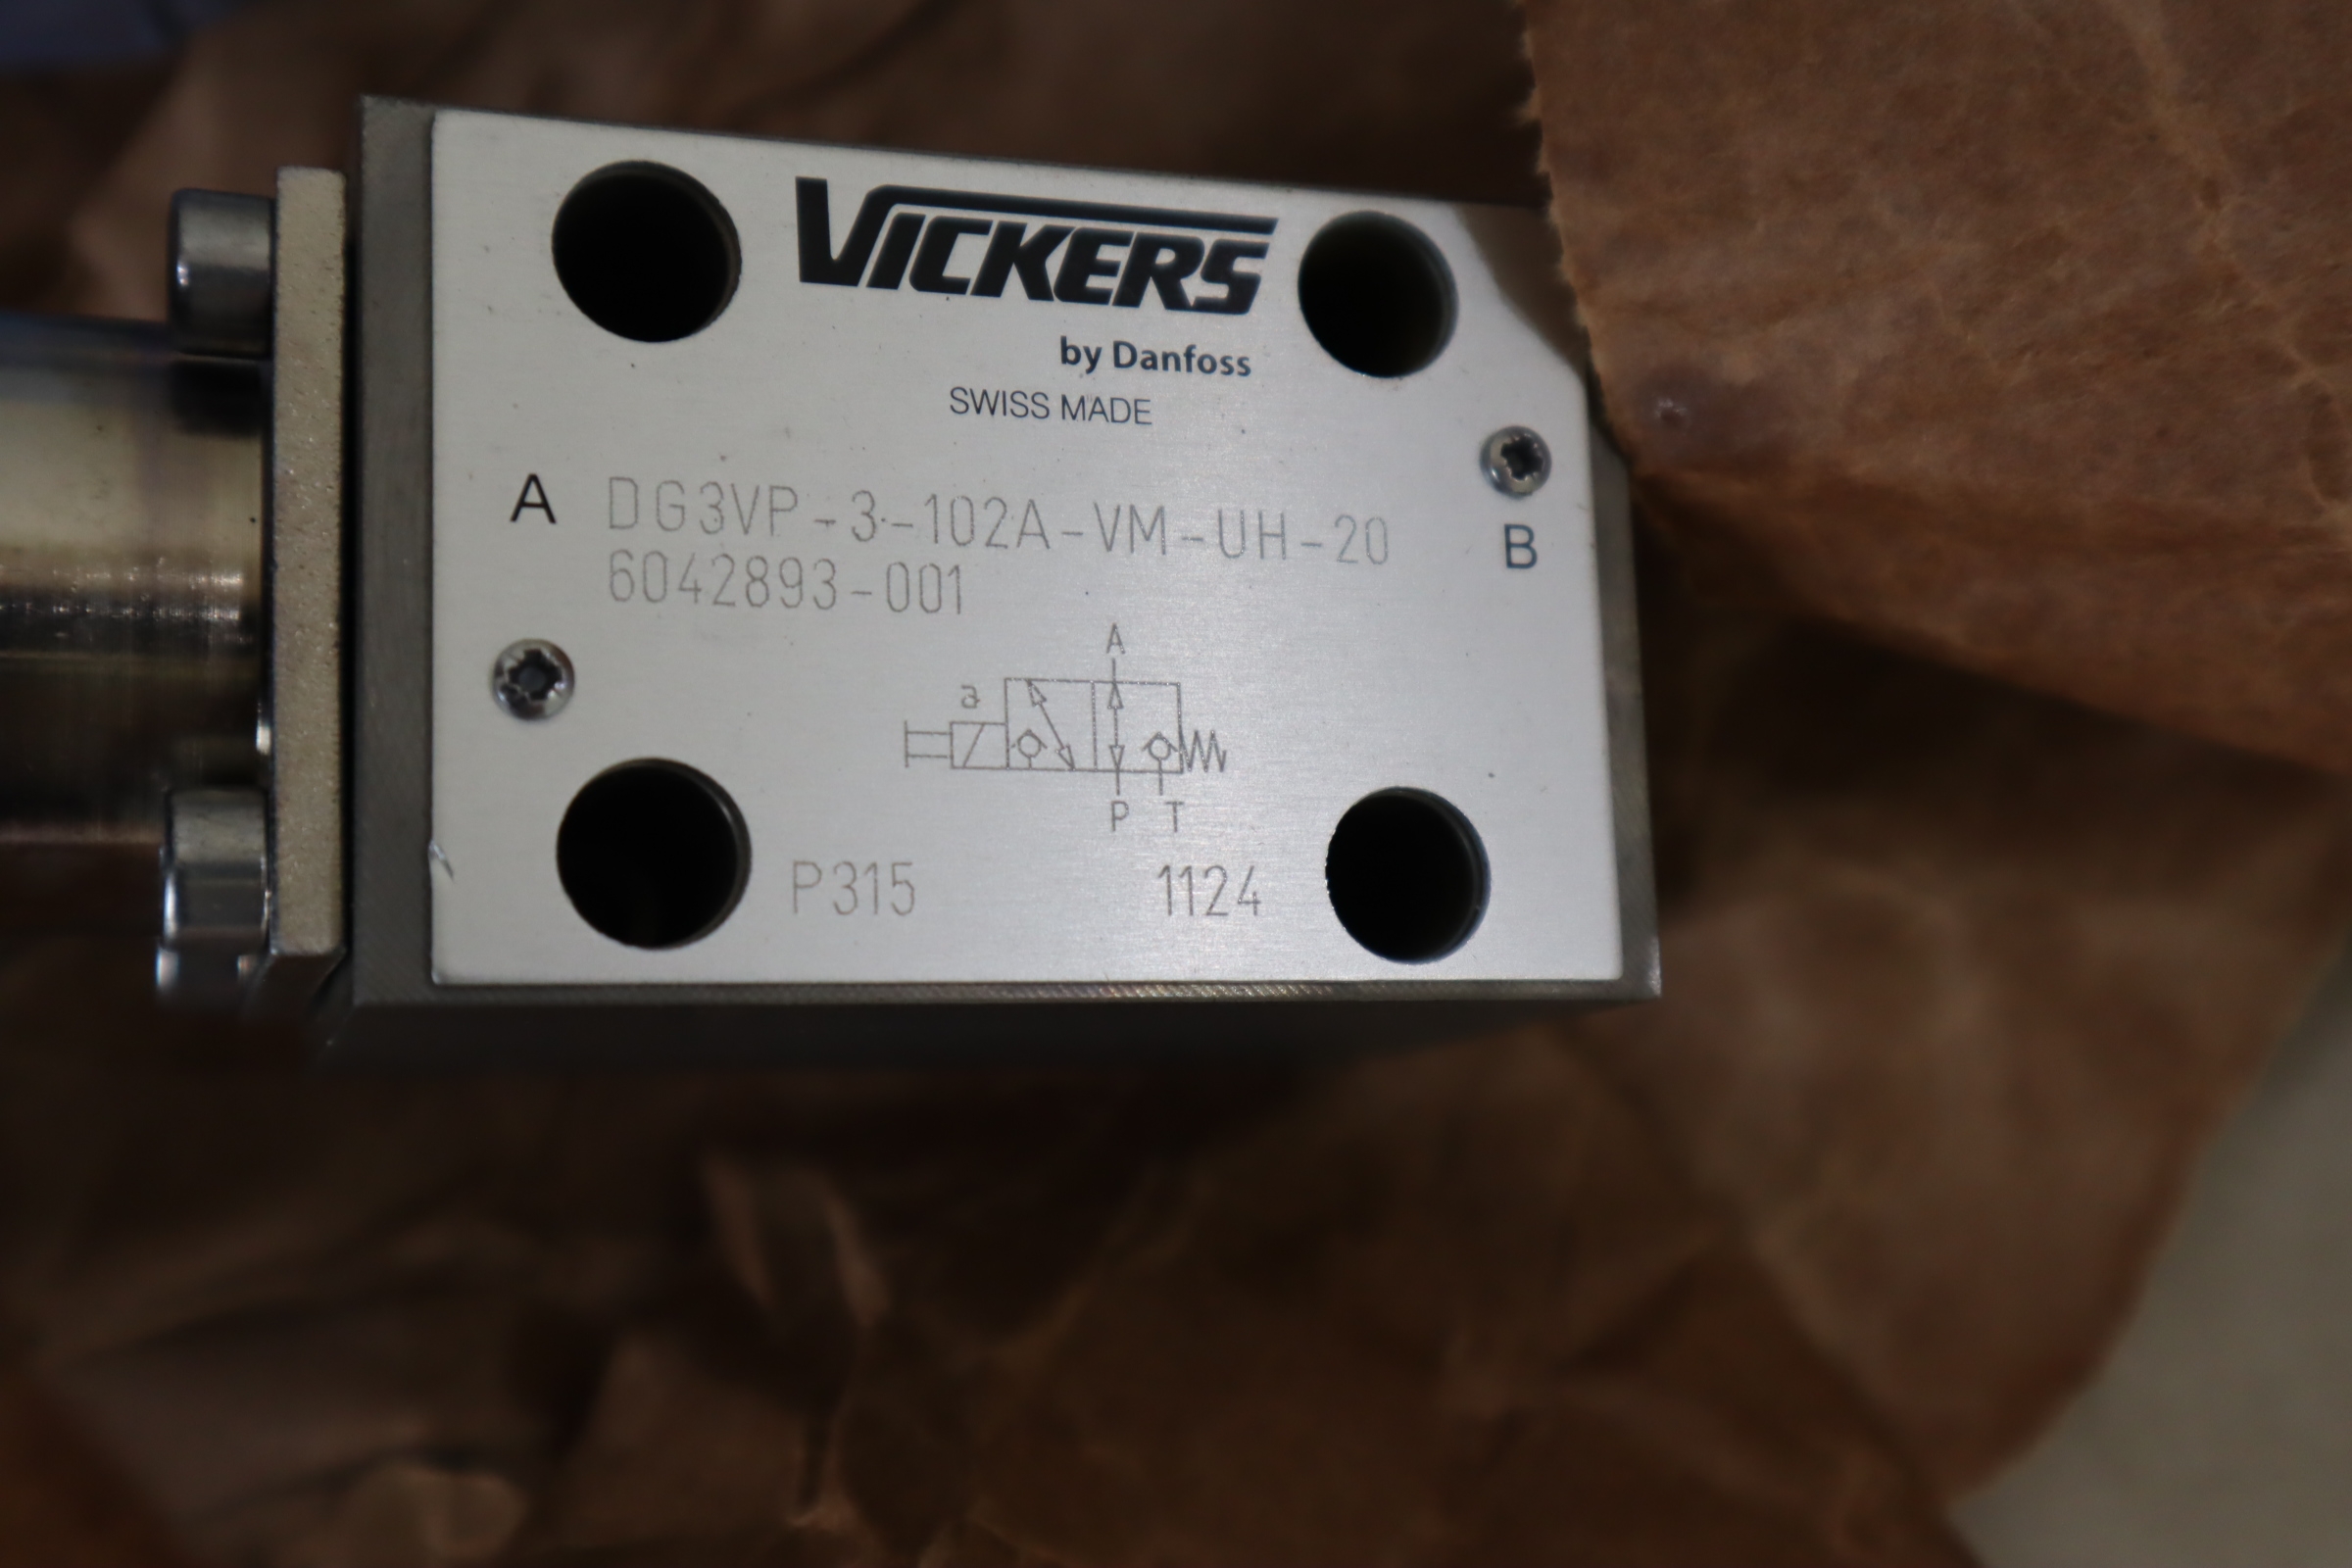 VICKERS
by Danfoss
SWISS MADE
A DG3VP-3-102A-VM-UH-20
6042893-001
B
A
a
P T
P315 1124